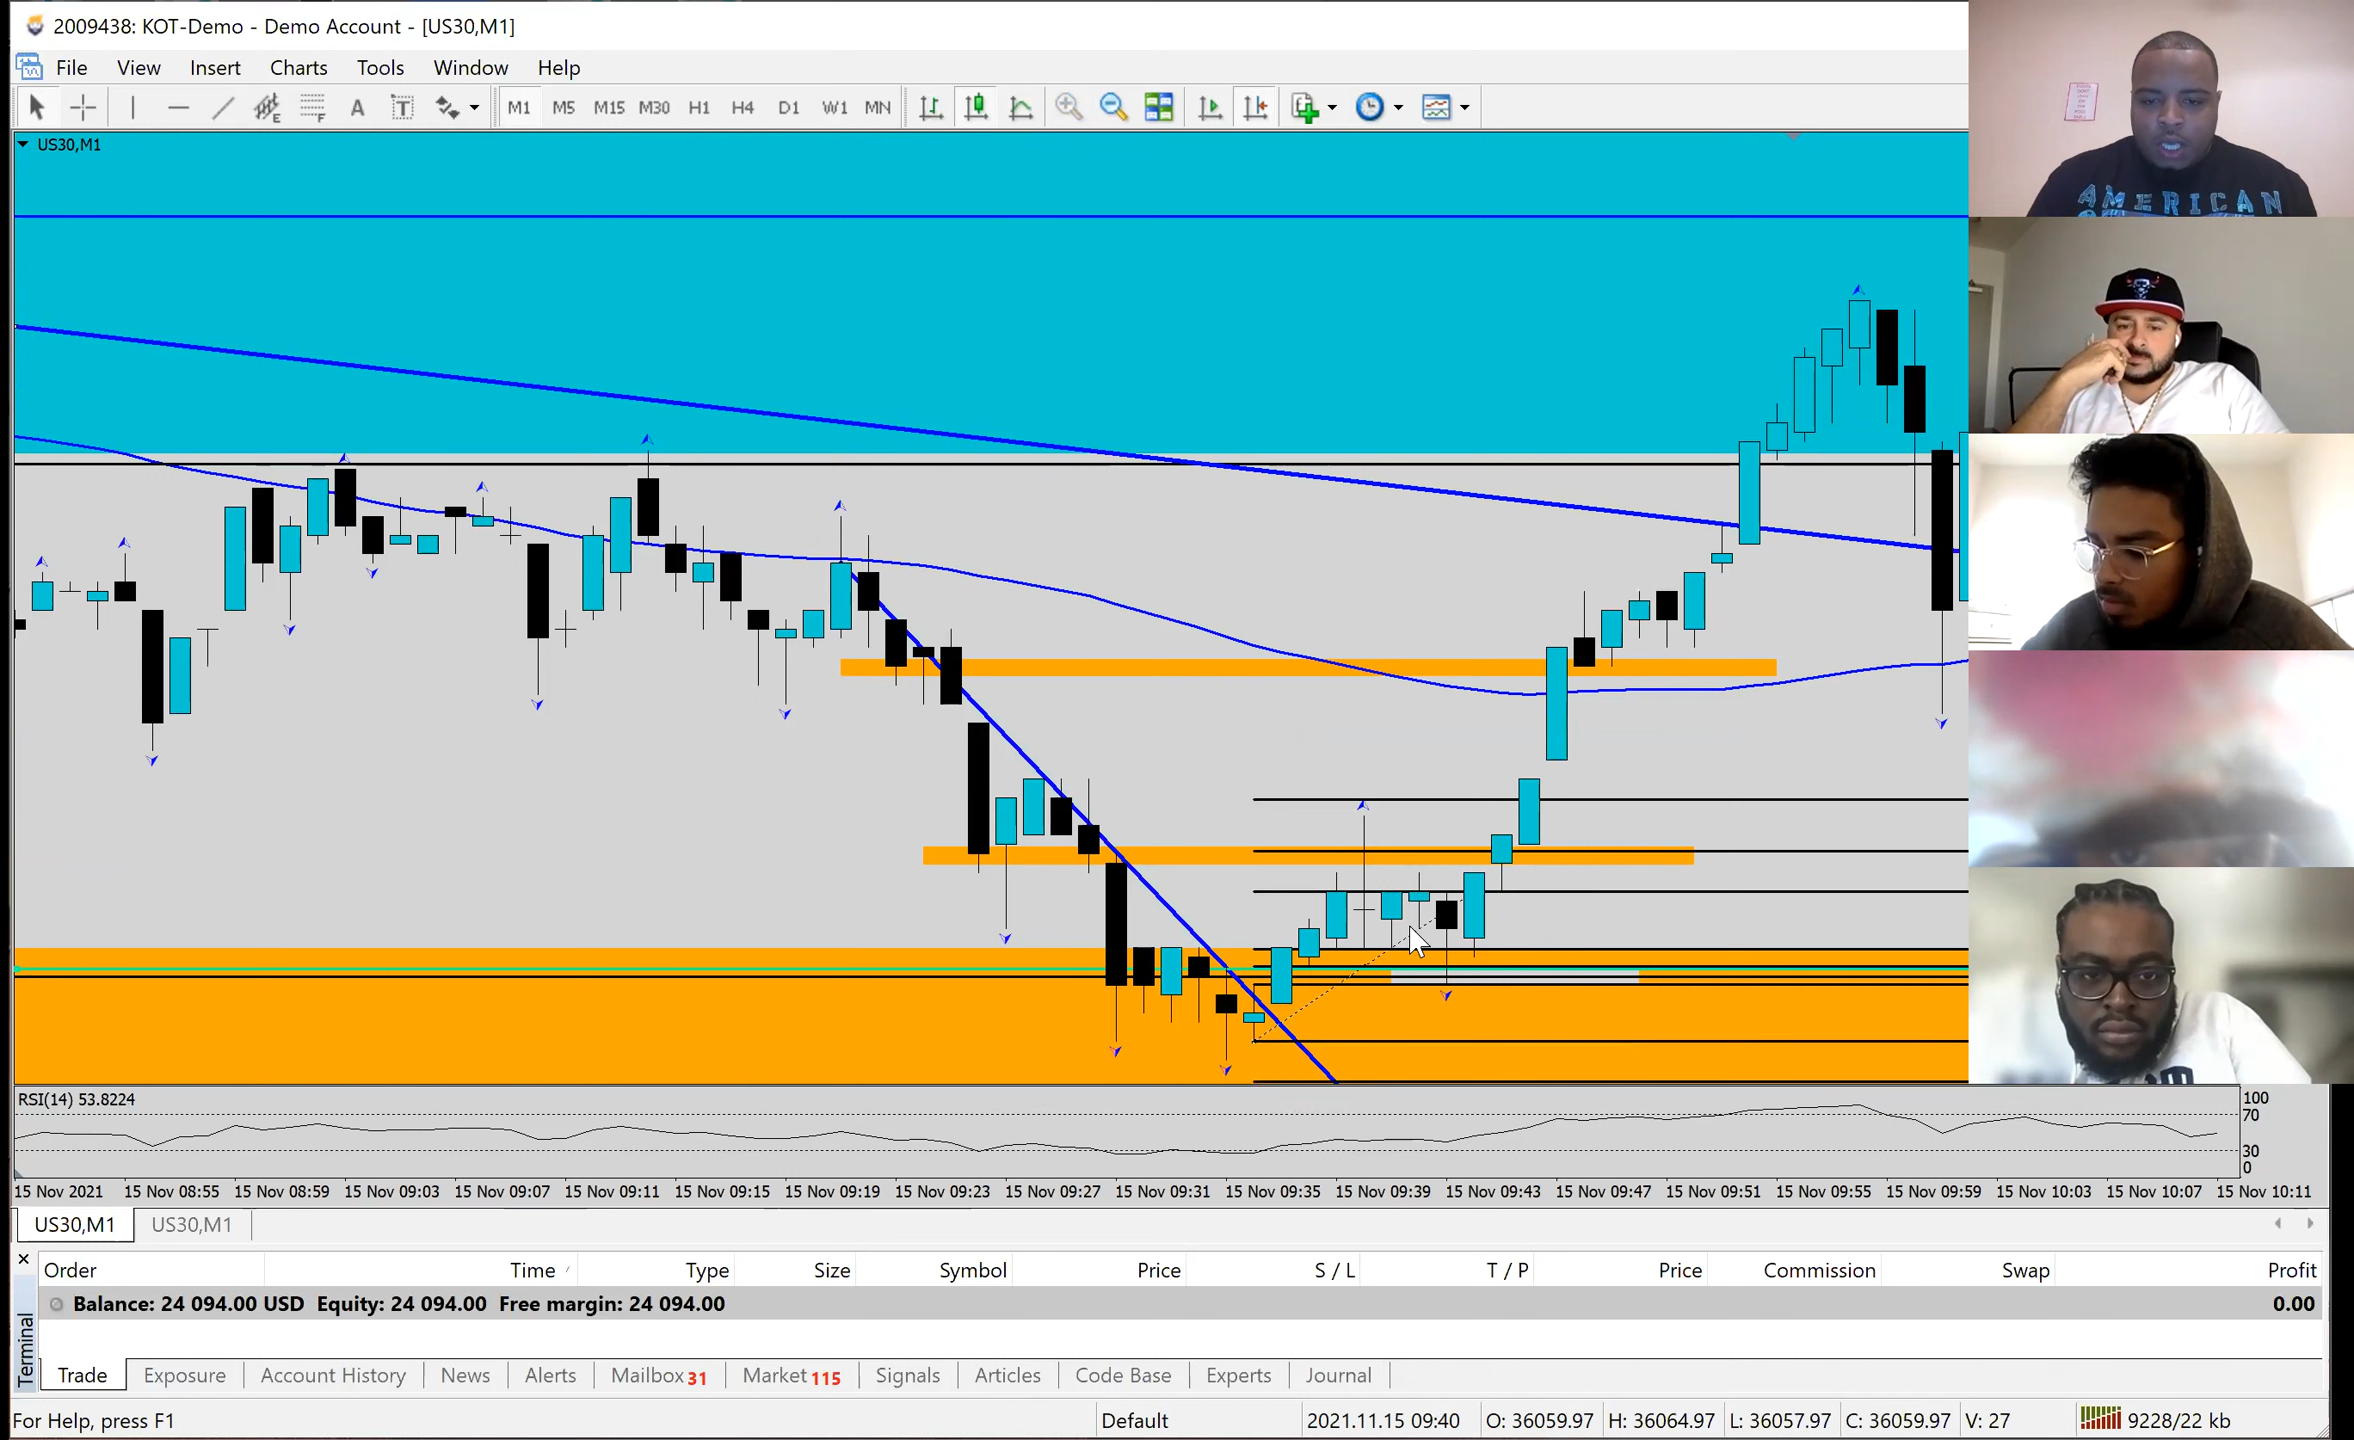 2009438: KOT-Demo - Demo Account - [US30,M1]
File View Insert Charts Tools Window Help
M1 M5 M15 M30 H1 H4 D1 W1 MN
US30,M1
AMERICAN
RSI(14) 53.8224
100
70
30
0
15 Nov 2021 15 Nov 08:55 15 Nov 08:59 15 Nov 09:03 15 Nov 09:07 15 Nov 09:11 15 Nov 09:15 15 Nov 09:19 15 Nov 09:23 15 Nov 09:27 15 Nov 09:31 15 Nov 09:35 15 Nov 09:39 15 Nov 09:43 15 Nov 09:47 15 Nov 09:51 15 Nov 09:55 15 Nov 09:59 15 Nov 10:03 15 Nov 10:07 15 Nov 10:11
US30,M1 US30,M1
Order Time Type Size Symbol Price S / L T / P Price Commission Swap Profit
Balance: 24 094.00 USD Equity: 24 094.00 Free margin: 24 094.00 0.00
Terminal
Trade Exposure Account History News Alerts Mailbox 31 Market 115 Signals Articles Code Base Experts Journal
For Help, press F1 Default 2021.11.15 09:40 O: 36059.97 H: 36064.97 L: 36057.97 C: 36059.97 V: 27 9228/22 kb